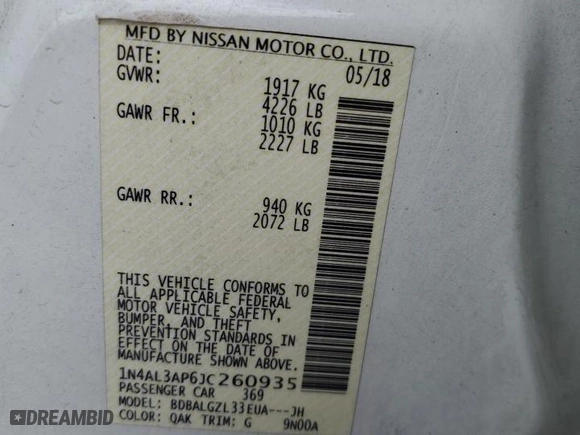 MFD BY NISSAN MOTOR CO., LTD.
DATE: 05/18
GVWR: 1917 KG
4226 LB
GAWR FR.: 1010 KG
2227 LB
GAWR RR.: 940 KG
2072 LB
THIS VEHICLE CONFORMS TO
ALL APPLICABLE FEDERAL
MOTOR VEHICLE SAFETY,
BUMPER, AND THEFT
PREVENTION STANDARDS IN
EFFECT ON THE DATE OF
MANUFACTURE SHOWN ABOVE.
1N4AL3AP6JC260935
PASSENGER CAR 369
MODEL: BDBALGZL33EUA---JH
COLOR: QAK TRIM: G 9N00A
DREAMBID